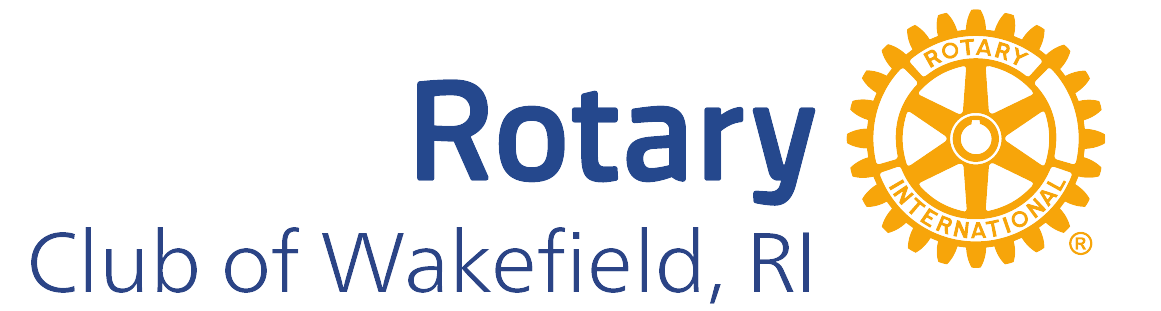 Rotary
Club of Wakefield, RI
ROTARY
INTERNATIONAL
®